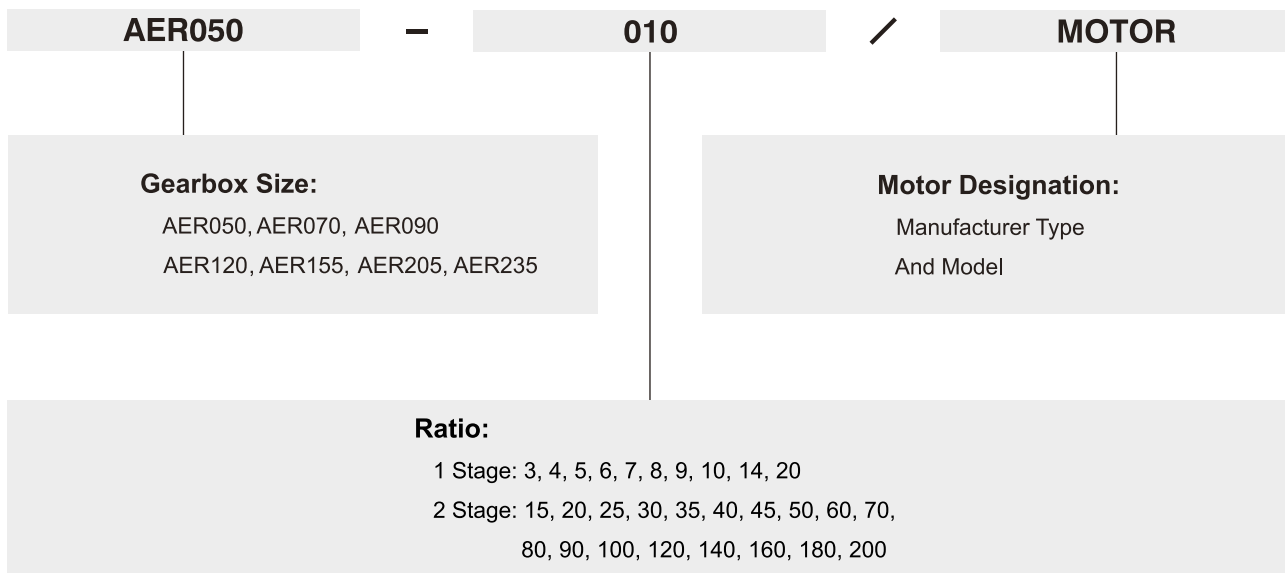 AER050 - 010 / MOTOR
Gearbox Size:
AER050, AER070, AER090
AER120, AER155, AER205, AER235
Motor Designation:
Manufacturer Type
And Model
Ratio:
1 Stage: 3, 4, 5, 6, 7, 8, 9, 10, 14, 20
2 Stage: 15, 20, 25, 30, 35, 40, 45, 50, 60, 70,
80, 90, 100, 120, 140, 160, 180, 200